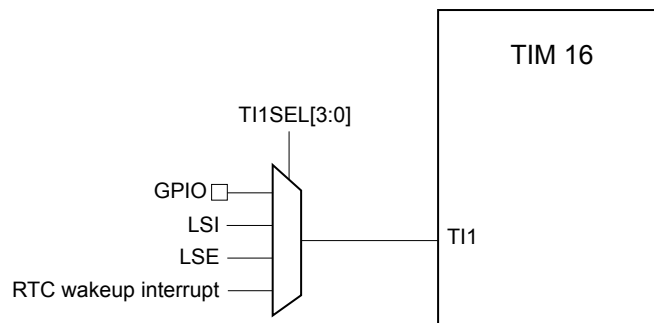 TIM 16
TI1SEL[3:0]
GPIO
LSI
TI1
LSE
RTC wakeup interrupt